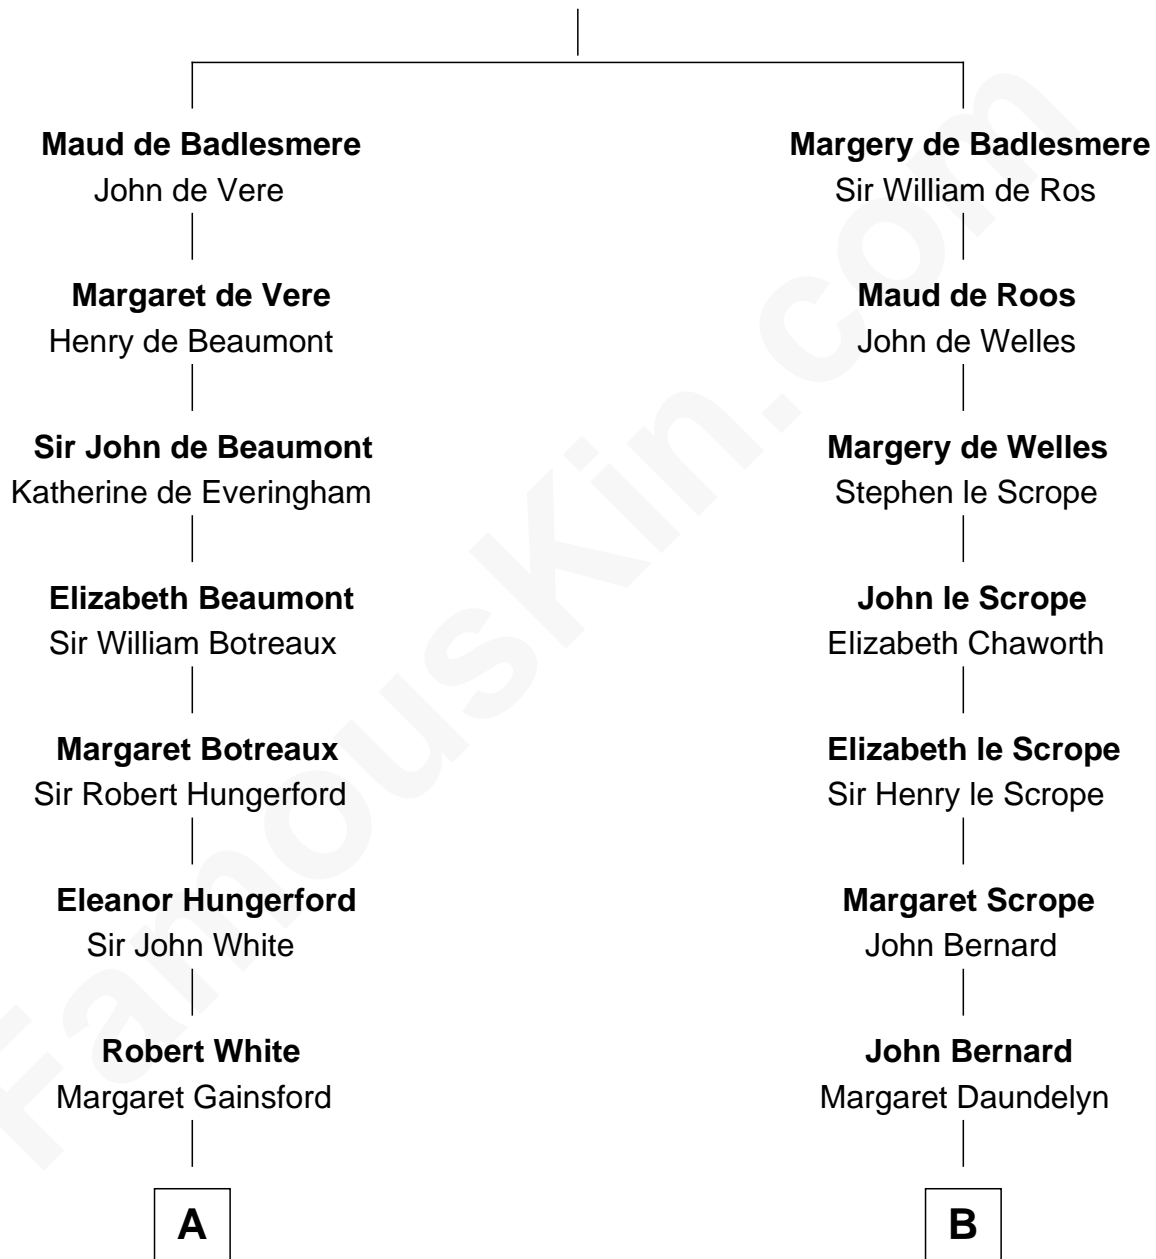 Maud de Badlesmere
John de Vere
Margaret de Vere
Henry de Beaumont
Sir John de Beaumont
Katherine de Everingham
Elizabeth Beaumont
Sir William Botreaux
Margaret Botreaux
Sir Robert Hungerford
Eleanor Hungerford
Sir John White
Robert White
Margaret Gainsford
A
Margery de Badlesmere
Sir William de Ros
Maud de Roos
John de Welles
Margery de Welles
Stephen le Scrope
John le Scrope
Elizabeth Chaworth
Elizabeth le Scrope
Sir Henry le Scrope
Margaret Scrope
John Bernard
John Bernard
Margaret Daundelyn
B
FamousKin.com